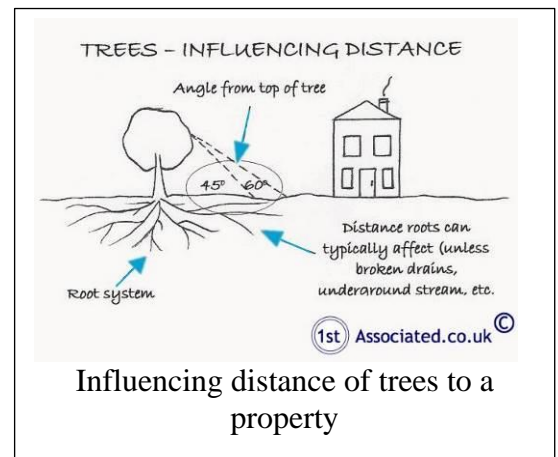 TREES – INFLUENCING DISTANCE
Angle from top of tree
45° 60°
Distance roots can
typically affect (unless
broken drains,
underground stream, etc.
Root system
1st Associated.co.uk ©
Influencing distance of trees to a
property